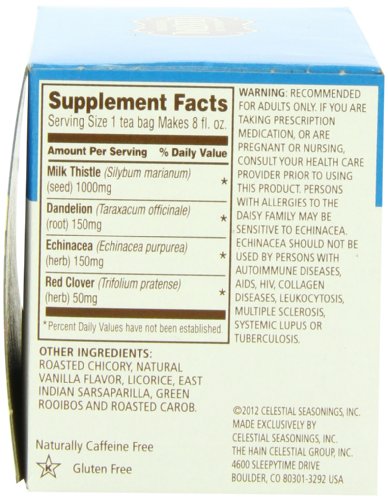 Supplement Facts
Serving Size 1 tea bag Makes 8 fl. oz.
Amount Per Serving % Daily Value
Milk Thistle (Silybum marianum)
(seed) 1000mg *
Dandelion (Taraxacum officinale)
(root) 150mg *
Echinacea (Echinacea purpurea)
(herb) 150mg *
Red Clover (Trifolium pratense)
(herb) 50mg *
*Percent Daily Values have not been established
OTHER INGREDIENTS:
ROASTED CHICORY, NATURAL
VANILLA FLAVOR, LICORICE, EAST
INDIAN SARSAPARILLA, GREEN
ROOIBOS AND ROASTED CAROB.
Naturally Caffeine Free
K Gluten Free
WARNING: RECOMMENDED
FOR ADULTS ONLY. IF YOU ARE
TAKING PRESCRIPTION
MEDICATION, OR ARE
PREGNANT OR NURSING,
CONSULT YOUR HEALTH CARE
PROVIDER PRIOR TO USING
THIS PRODUCT. PERSONS
WITH ALLERGIES TO THE
DAISY FAMILY MAY BE
SENSITIVE TO ECHINACEA.
ECHINACEA SHOULD NOT BE
USED BY PERSONS WITH
AUTOIMMUNE DISEASES,
AIDS, HIV, COLLAGEN
DISEASES, LEUKOCYTOSIS,
MULTIPLE SCLEROSIS,
SYSTEMIC LUPUS OR
TUBERCULOSIS.
©2012 CELESTIAL SEASONINGS, INC.
MADE EXCLUSIVELY BY
CELESTIAL SEASONINGS, INC.
THE HAIN CELESTIAL GROUP, INC.
4600 SLEEPYTIME DRIVE
BOULDER, CO 80301-3292 USA